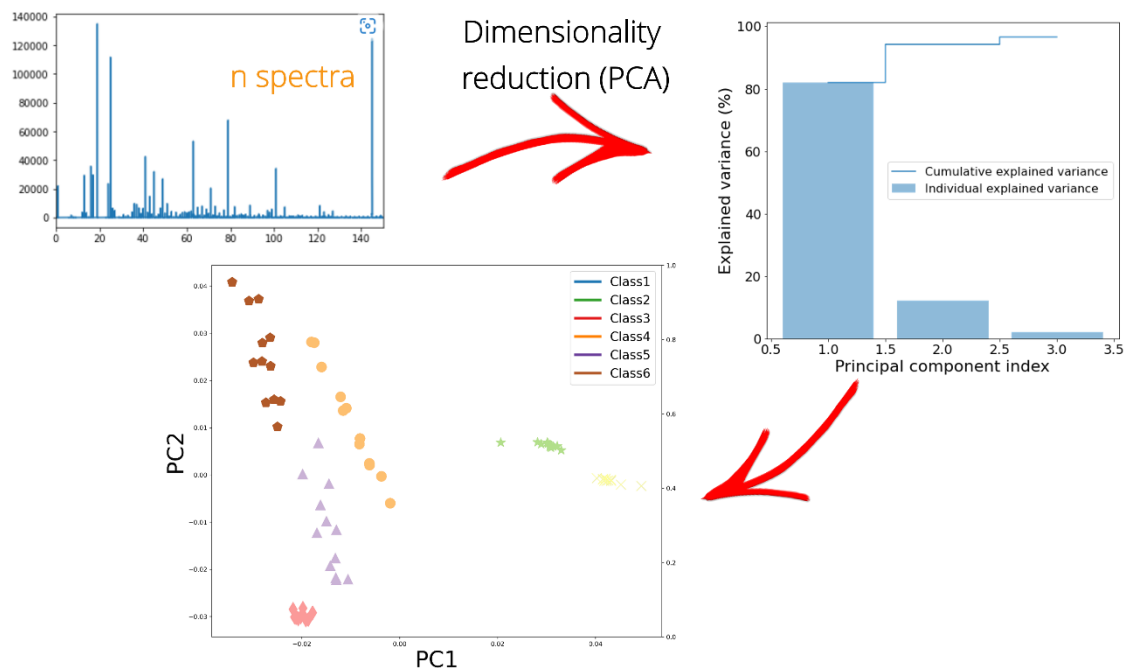 140000
120000
100000
80000
60000
40000
20000
0
0 20 40 60 80 100 120 140
n spectra
Dimensionality
reduction (PCA)
100
80
60
40
20
0
Explained variance (%)
Cumulative explained variance
Individual explained variance
0.5 1.0 1.5 2.0 2.5 3.0 3.5
Principal component index
0.04
0.03
0.02
0.01
0.00
−0.01
−0.02
−0.03
PC2
Class1
Class2
Class3
Class4
Class5
Class6
1.0
0.8
0.6
0.4
0.2
0.0
−0.02 0.00 0.02 0.04
PC1